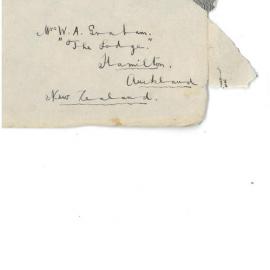 Mrs W. A. Graham.
"The Lodge."
Hamilton.
Auckland
New Zealand.